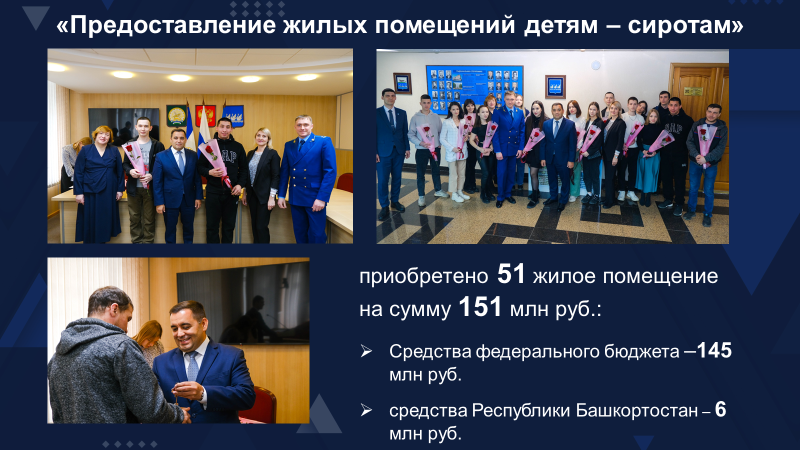 «Предоставление жилых помещений детям – сиротам»
приобретено 51 жилое помещение
на сумму 151 млн руб.:
Средства федерального бюджета –145
млн руб.
средства Республики Башкортостан – 6
млн руб.